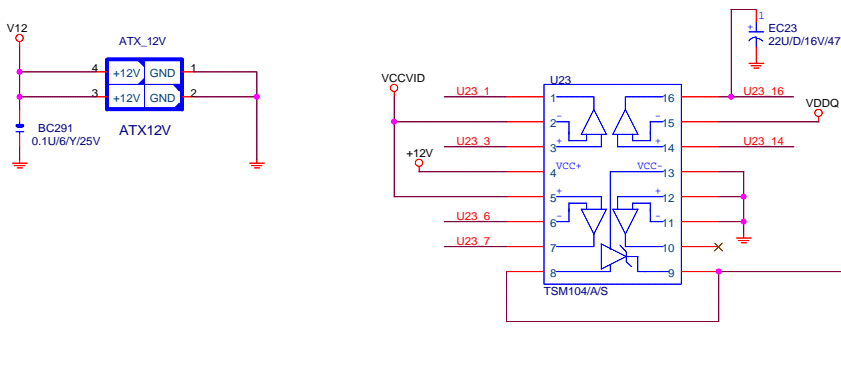 V12
ATX_12V
4
+12V
GND
1
3
+12V
GND
2
BC291
0.1U/6/Y/25V
ATX12V
1
+
EC23
22U/D/16V/47
VCCVID
U23
U23_1
1
16
U23_16
VDDQ
2
-
-
15
U23_3
3
+
+
14
U23_14
+12V
4
VCC+
VCC-
13
5
+
+
12
U23_6
6
-
-
11
U23_7
7
10
8
9
TSM104/A/S